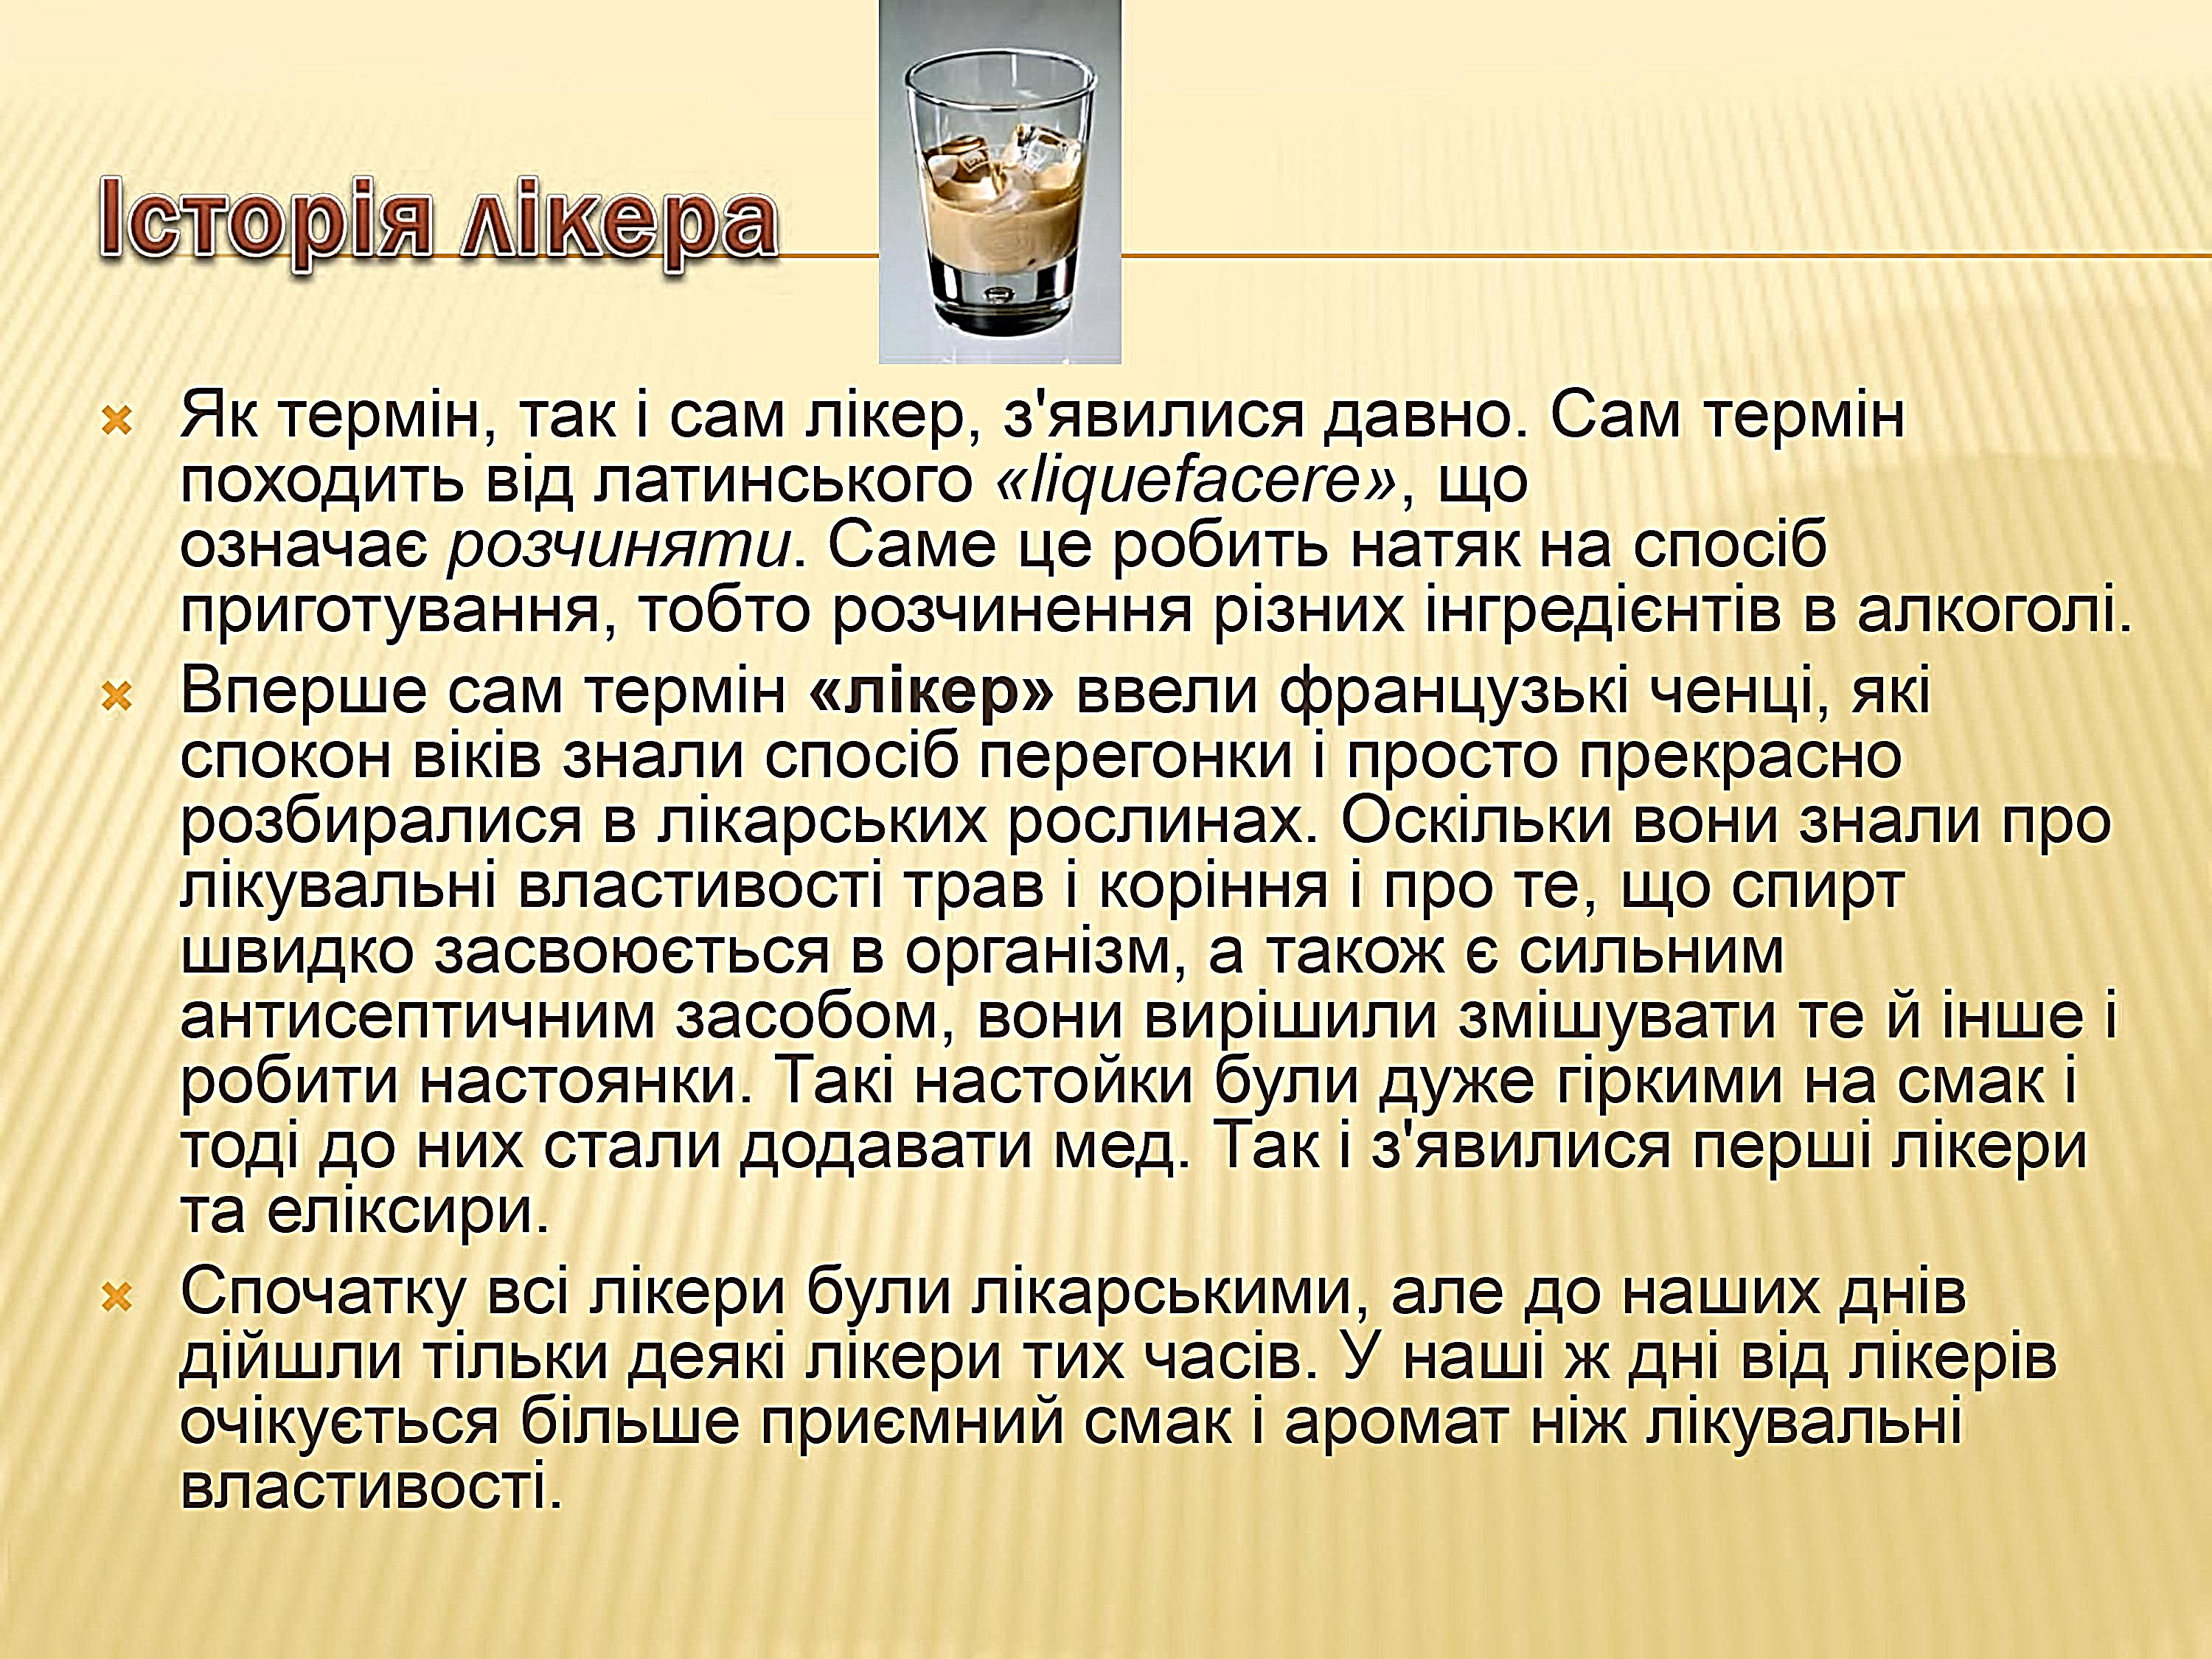 Історія лікера
Як термін, так і сам лікер, з'явилися давно. Сам термін
походить від латинського «liquefacere», що
означає розчиняти. Саме це робить натяк на спосіб
приготування, тобто розчинення різних інгредієнтів в алкоголі.
Вперше сам термін «лікер» ввели французькі ченці, які
спокон віків знали спосіб перегонки і просто прекрасно
розбиралися в лікарських рослинах. Оскільки вони знали про
лікувальні властивості трав і коріння і про те, що спирт
швидко засвоюється в організм, а також є сильним
антисептичним засобом, вони вирішили змішувати те й інше і
робити настоянки. Такі настойки були дуже гіркими на смак і
тоді до них стали додавати мед. Так і з'явилися перші лікери
та еліксири.
Спочатку всі лікери були лікарськими, але до наших днів
дійшли тільки деякі лікери тих часів. У наші ж дні від лікерів
очікується більше приємний смак і аромат ніж лікувальні
властивості.